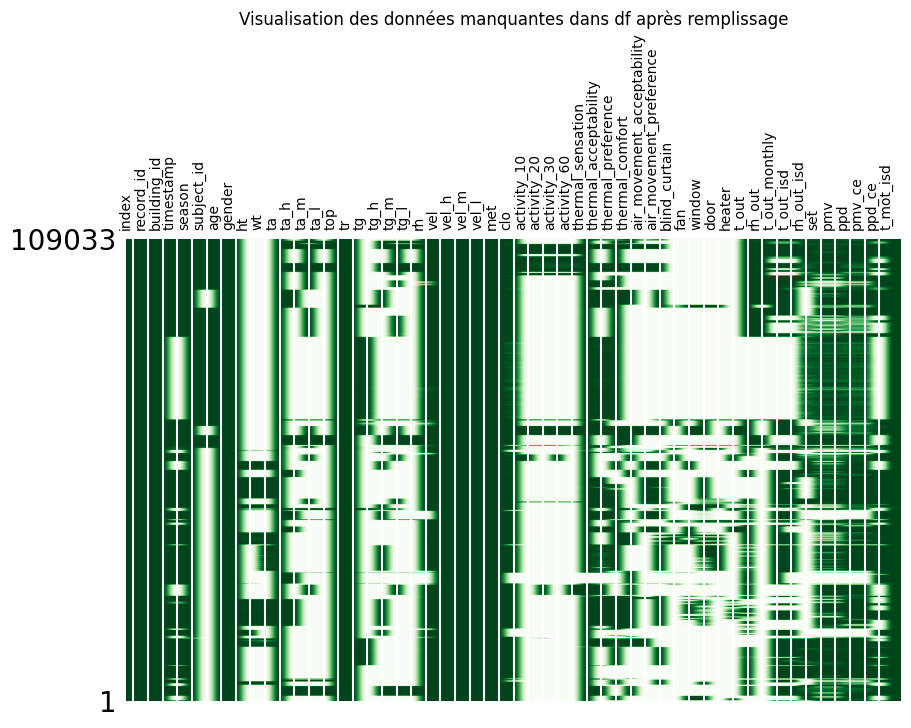 Visualisation des données manquantes dans df après remplissage
index
record_id
building_id
timestamp
season
subject_id
age
gender
ht
wt
ta
ta_h
ta_m
ta_l
top
tr
tg
tg_h
tg_m
tg_l
rh
vel
vel_h
vel_m
vel_l
net
clo
activity_10
activity_20
activity_30
activity_60
thermal_sensation
thermal_acceptability
thermal_preference
thermal_comfort
air_movement_acceptability
air_movement_preference
blind_curtain
fan
window
door
heater
t_out
rh_out
t_out_monthly
t_out_isd
rh_out_isd
set
pmv
ppd
pmv_ce
ppd_ce
t_mot_isd
109033
1